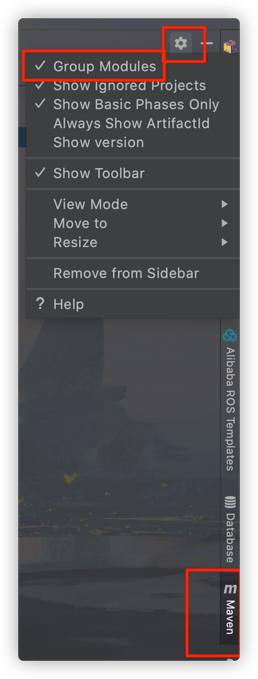 ✓ Group Modules
✓ Show Ignored Projects
✓ Show Basic Phases Only
Always Show ArtifactId
Show version
✓ Show Toolbar
View Mode
Move to
Resize
Remove from Sidebar
? Help
Alibaba ROS Templates
Database
m Maven